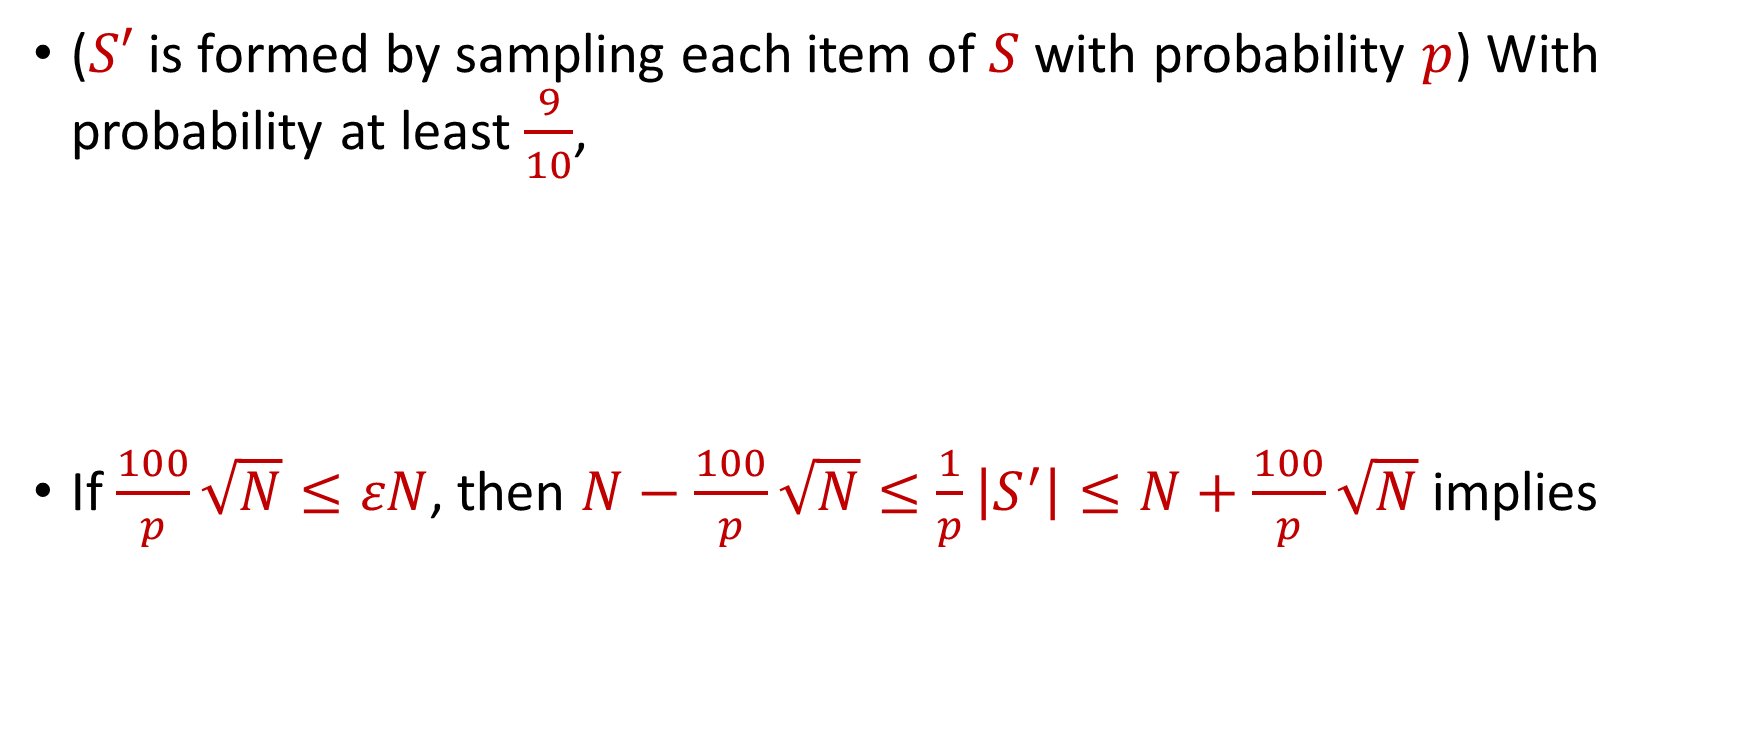 • (S′ is formed by sampling each item of S with probability p) With
probability at least 9/10,
• If 100/p √N ≤ εN, then N − 100/p √N ≤ 1/p |S′| ≤ N + 100/p √N implies